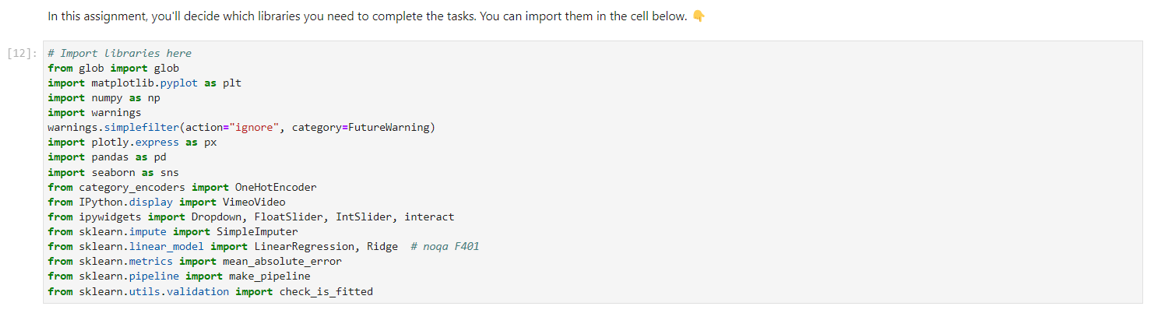 In this assignment, you'll decide which libraries you need to complete the tasks. You can import them in the cell below. 👇
[12]: # Import libraries here
from glob import glob
import matplotlib.pyplot as plt
import numpy as np
import warnings
warnings.simplefilter(action="ignore", category=FutureWarning)
import plotly.express as px
import pandas as pd
import seaborn as sns
from category_encoders import OneHotEncoder
from IPython.display import VimeoVideo
from ipywidgets import Dropdown, FloatSlider, IntSlider, interact
from sklearn.impute import SimpleImputer
from sklearn.linear_model import LinearRegression, Ridge  # noqa F401
from sklearn.metrics import mean_absolute_error
from sklearn.pipeline import make_pipeline
from sklearn.utils.validation import check_is_fitted